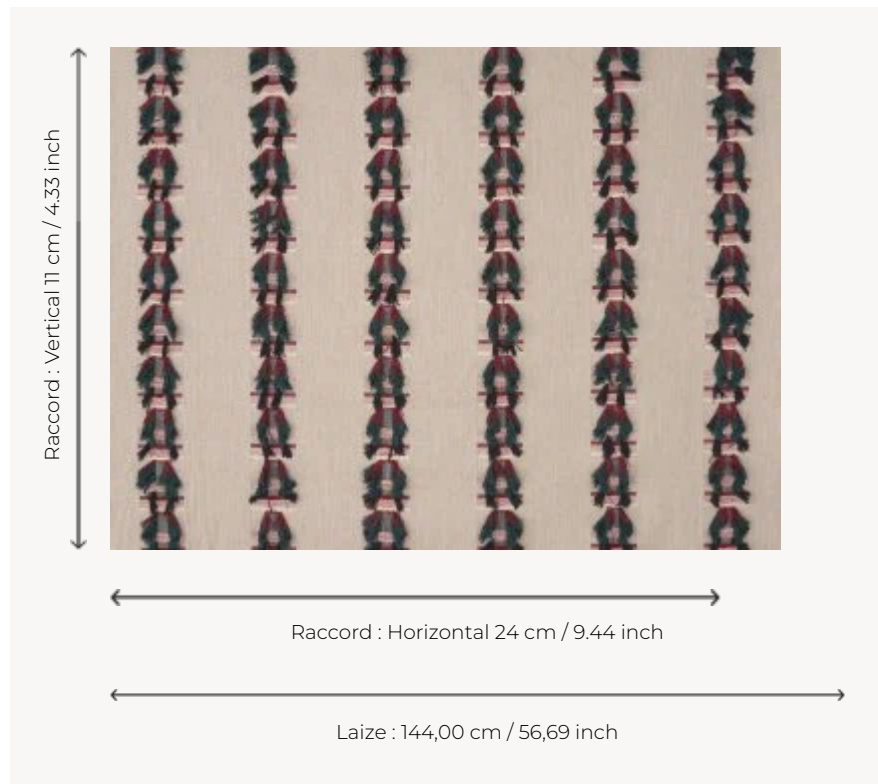 Raccord : Vertical 11 cm / 4.33 inch
Raccord : Horizontal 24 cm / 9.44 inch
Laize : 144,00 cm / 56,69 inch